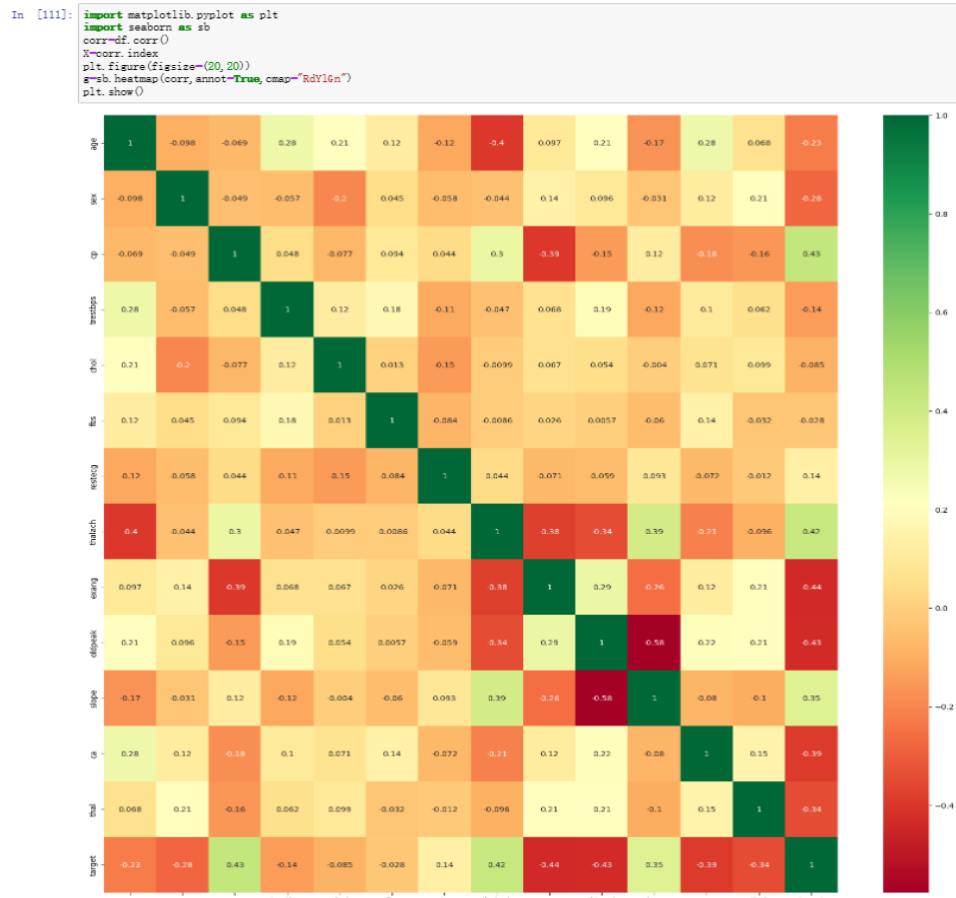 In [111]: import matplotlib.pyplot as plt
import seaborn as sb
corr=df.corr()
X=corr.index
plt.figure(figsize=(20,20))
g=sb.heatmap(corr,annot=True,cmap="RdYlGn")
plt.show()
age 1 -0.098 -0.069 0.28 0.21 0.12 -0.12 -0.4 0.097 0.21 -0.17 0.28 0.068 -0.23
sex -0.098 1 -0.049 -0.057 -0.2 0.045 -0.058 -0.044 0.14 0.096 -0.031 0.12 0.21 -0.28
cp -0.069 -0.049 1 0.048 -0.077 0.094 0.044 0.3 -0.39 -0.15 0.12 -0.18 -0.16 0.43
trestbps 0.28 -0.057 0.048 1 0.12 0.18 -0.11 -0.047 0.068 0.19 -0.12 0.1 0.062 -0.14
chol 0.21 -0.2 -0.077 0.12 1 0.013 -0.15 -0.0099 0.067 0.054 -0.004 0.071 0.099 -0.085
fbs 0.12 0.045 0.094 0.18 0.013 1 -0.084 -0.0086 0.026 0.0057 -0.06 0.14 -0.032 -0.028
restecg -0.12 -0.058 0.044 -0.11 -0.15 -0.084 1 0.044 -0.071 -0.059 0.093 -0.072 -0.012 0.14
thalach -0.4 -0.044 0.3 -0.047 -0.0099 -0.0086 0.044 1 -0.38 -0.34 0.39 -0.21 -0.096 0.42
exang 0.097 0.14 -0.39 0.068 0.067 0.026 -0.071 -0.38 1 0.29 -0.26 0.12 0.21 -0.44
oldpeak 0.21 0.096 -0.15 0.19 0.054 0.0057 -0.059 -0.34 0.29 1 -0.58 0.22 0.21 -0.43
slope -0.17 -0.031 0.12 -0.12 -0.004 -0.06 0.093 0.39 -0.26 -0.58 1 -0.08 -0.1 0.35
ca 0.28 0.12 -0.18 0.1 0.071 0.14 -0.072 -0.21 0.12 0.22 -0.08 1 0.15 -0.39
thal 0.068 0.21 -0.16 0.062 0.099 -0.032 -0.012 -0.096 0.21 0.21 -0.1 0.15 1 -0.34
target -0.23 -0.28 0.43 -0.14 -0.085 -0.028 0.14 0.42 -0.44 -0.43 0.35 -0.39 -0.34 1
1.0
0.8
0.6
0.4
0.2
0.0
-0.2
-0.4